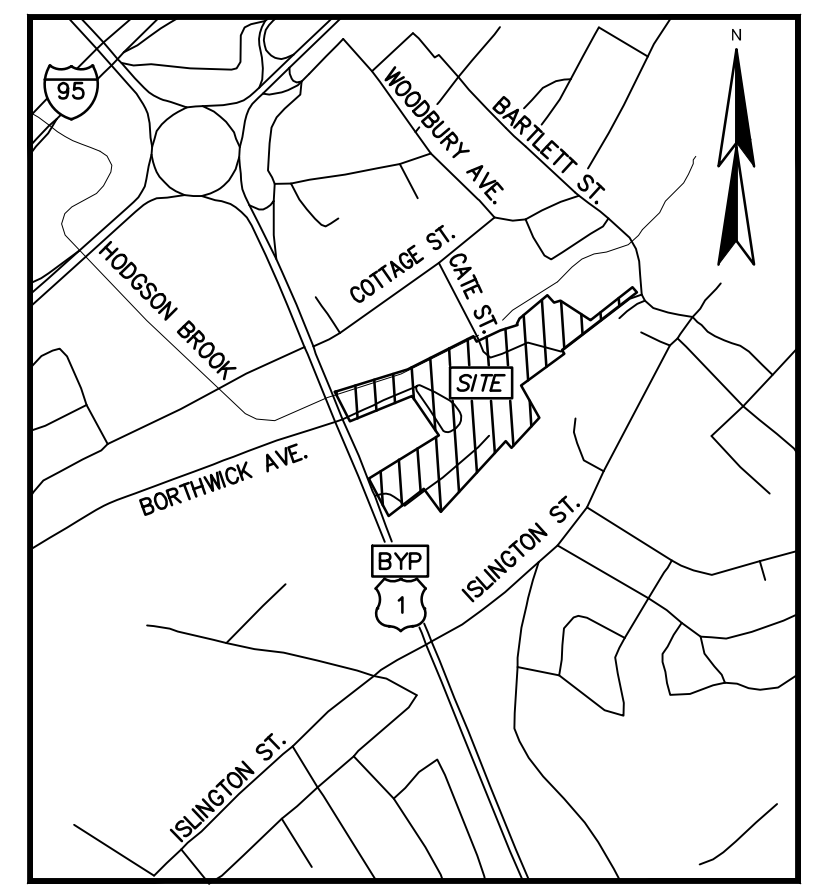 N
95
WOODBURY AVE.
BARTLETT ST.
COTTAGE ST.
CATE ST.
HODGSON BROOK
SITE
BORTHWICK AVE.
ISLINGTON ST.
BYP
1
ISLINGTON ST.